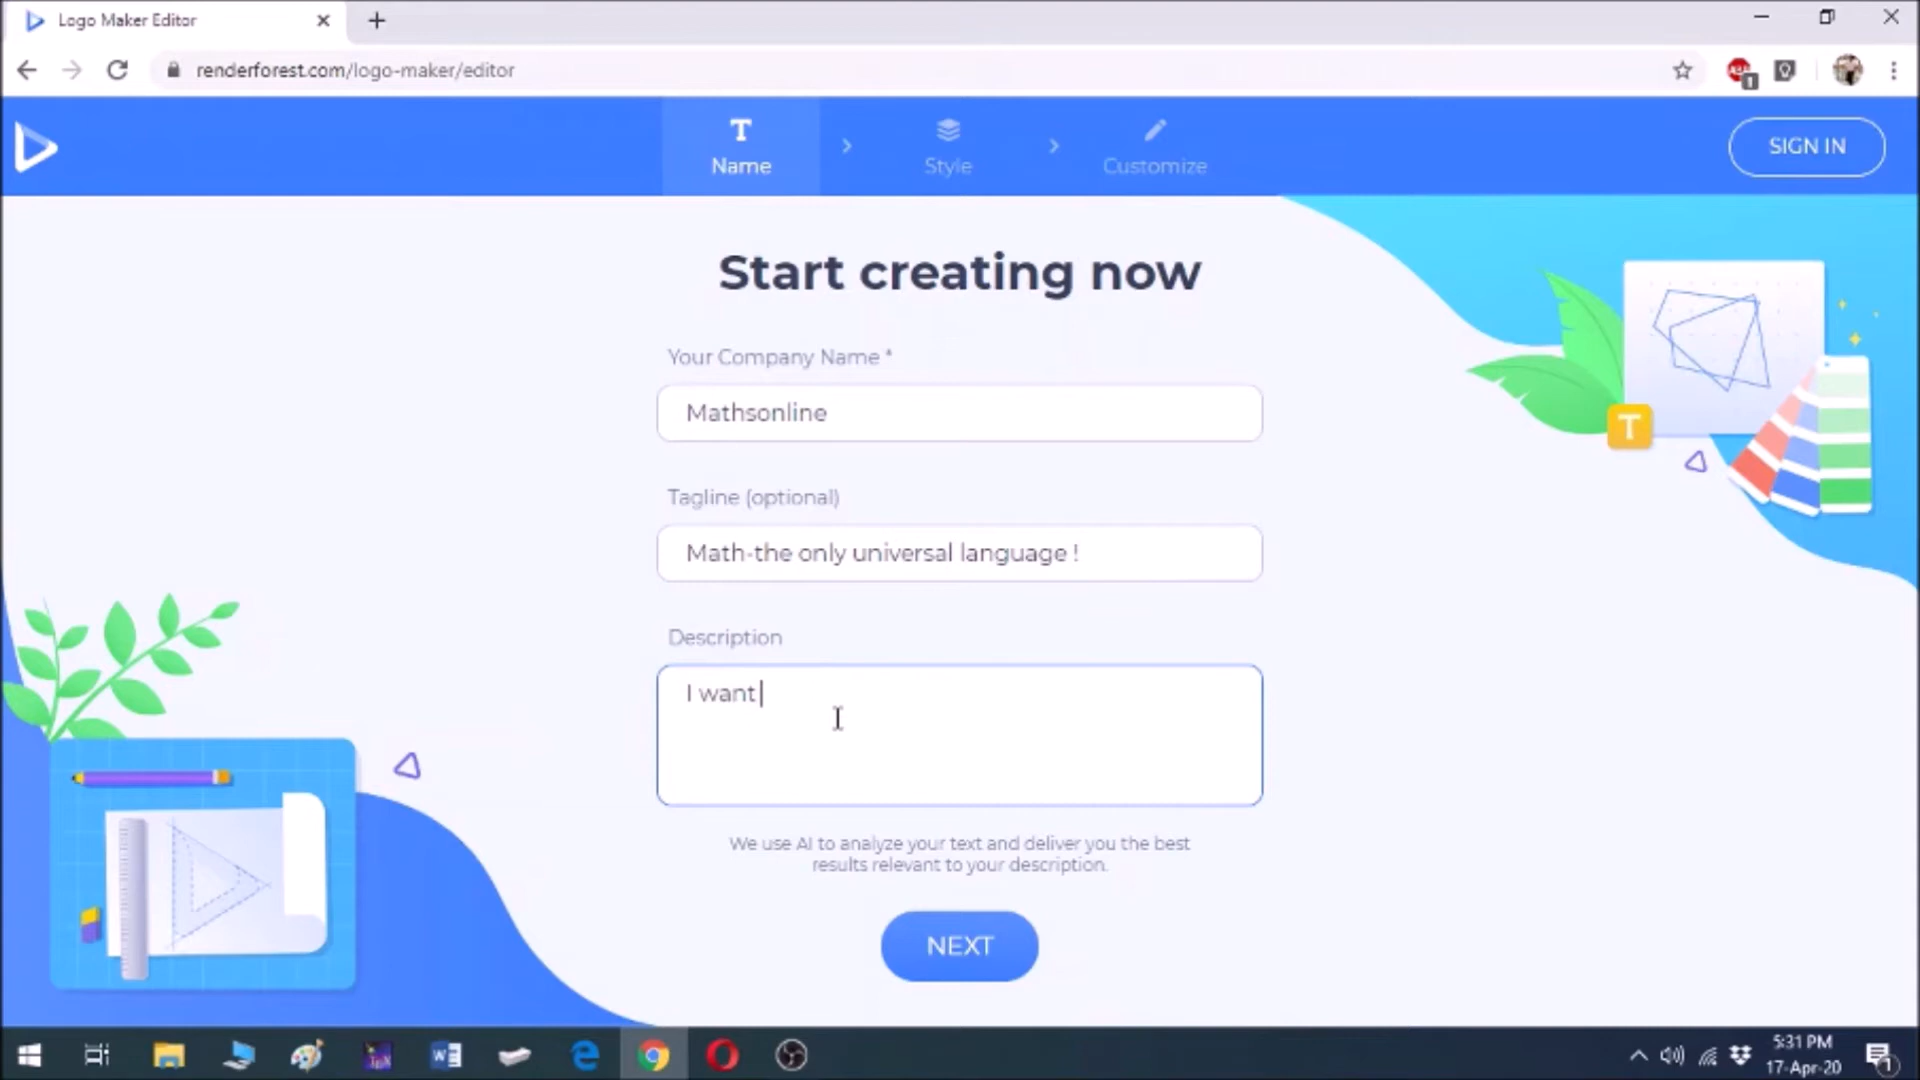 Logo Maker Editor
renderforest.com/logo-maker/editor
Name
Style
Customize
SIGN IN
Start creating now
Your Company Name *
Mathsonline
Tagline (optional)
Math-the only universal language !
Description
I want
We use AI to analyze your text and deliver you the best
results relevant to your description.
NEXT
T
5:31 PM
17-Apr-20